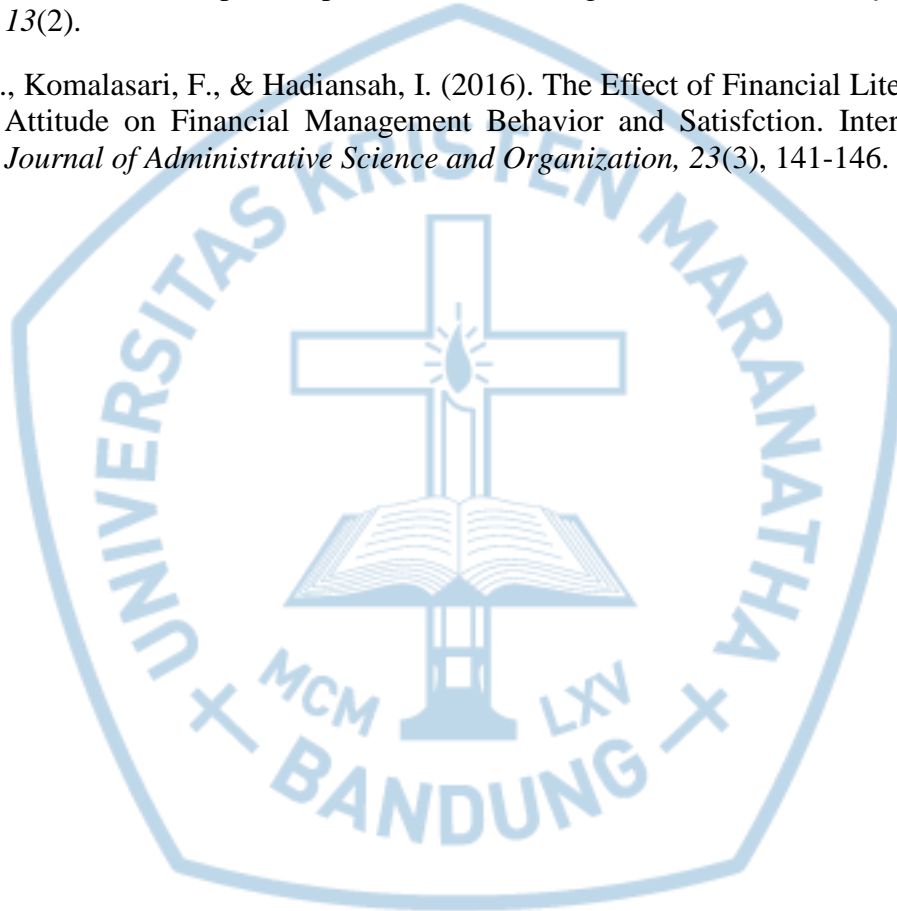 13(2).
., Komalasari, F., & Hadiansah, I. (2016). The Effect of Financial Lite
Attitude on Financial Management Behavior and Satisfction. Inter
Journal of Administrative Science and Organization, 23(3), 141-146.
UNIVERSITAS KRISTEN MARANATHA
MCM LXV
BANDUNG